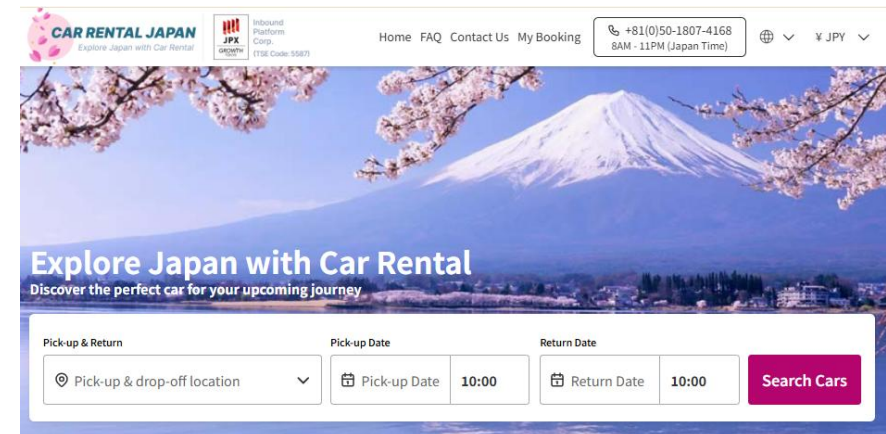 CAR RENTAL JAPAN
Explore Japan with Car Rental
JPX
GROWTH
Inbound
Platform
Corp.
(TSE Code: 5587)
Home FAQ Contact Us My Booking
+81(0)50-1807-4168
8AM - 11PM (Japan Time)
¥ JPY
Explore Japan with Car Rental
Discover the perfect car for your upcoming journey
Pick-up & Return
Pick-up Date
Return Date
Pick-up & drop-off location
Pick-up Date
10:00
Return Date
10:00
Search Cars